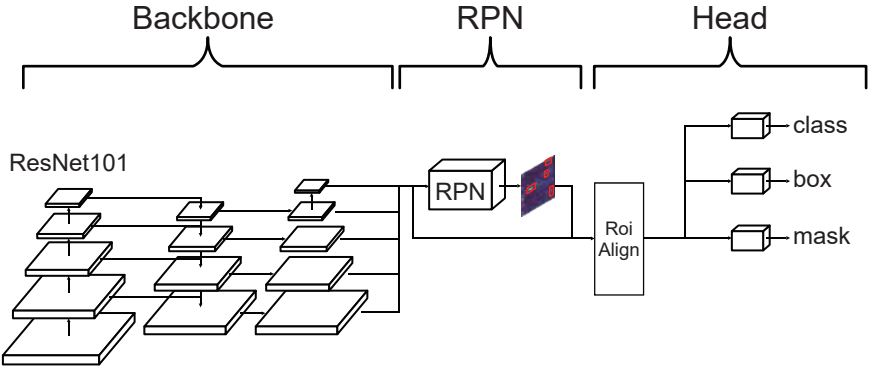 Backbone
RPN
Head
ResNet101
RPN
Roi
Align
class
box
mask